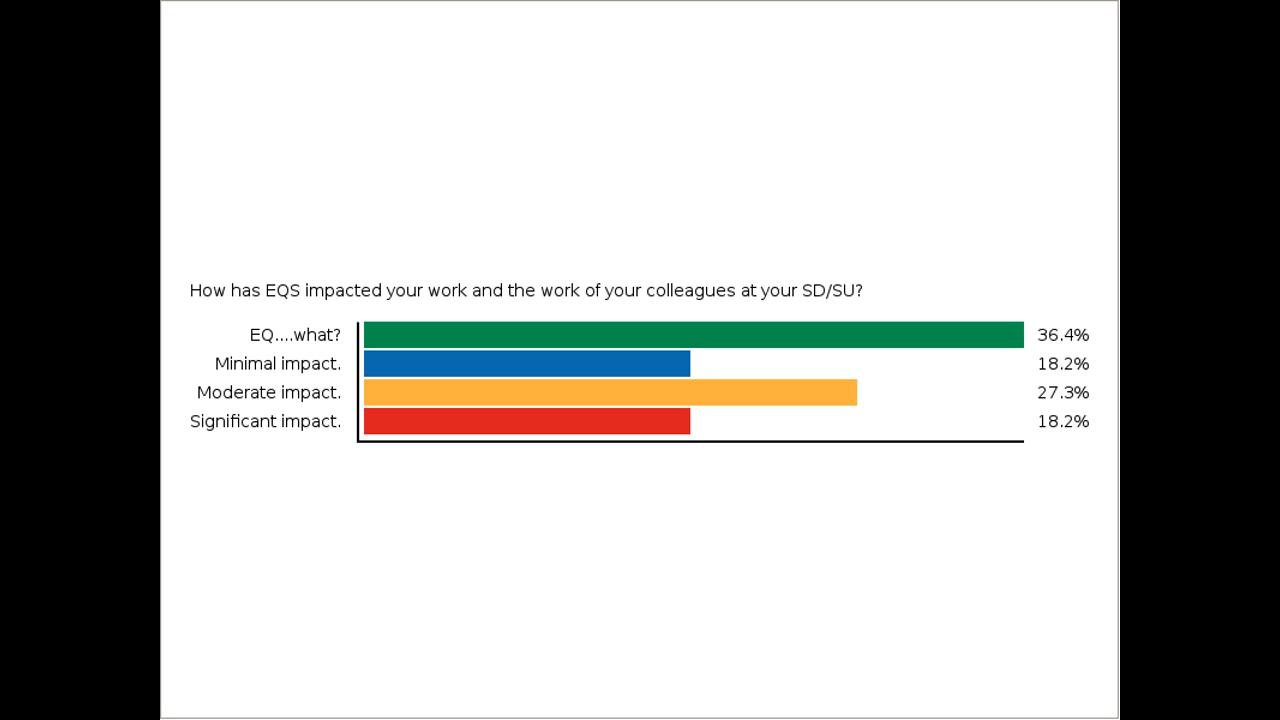 How has EQS impacted your work and the work of your colleagues at your SD/SU?
EQ....what? 36.4%
Minimal impact. 18.2%
Moderate impact. 27.3%
Significant impact. 18.2%